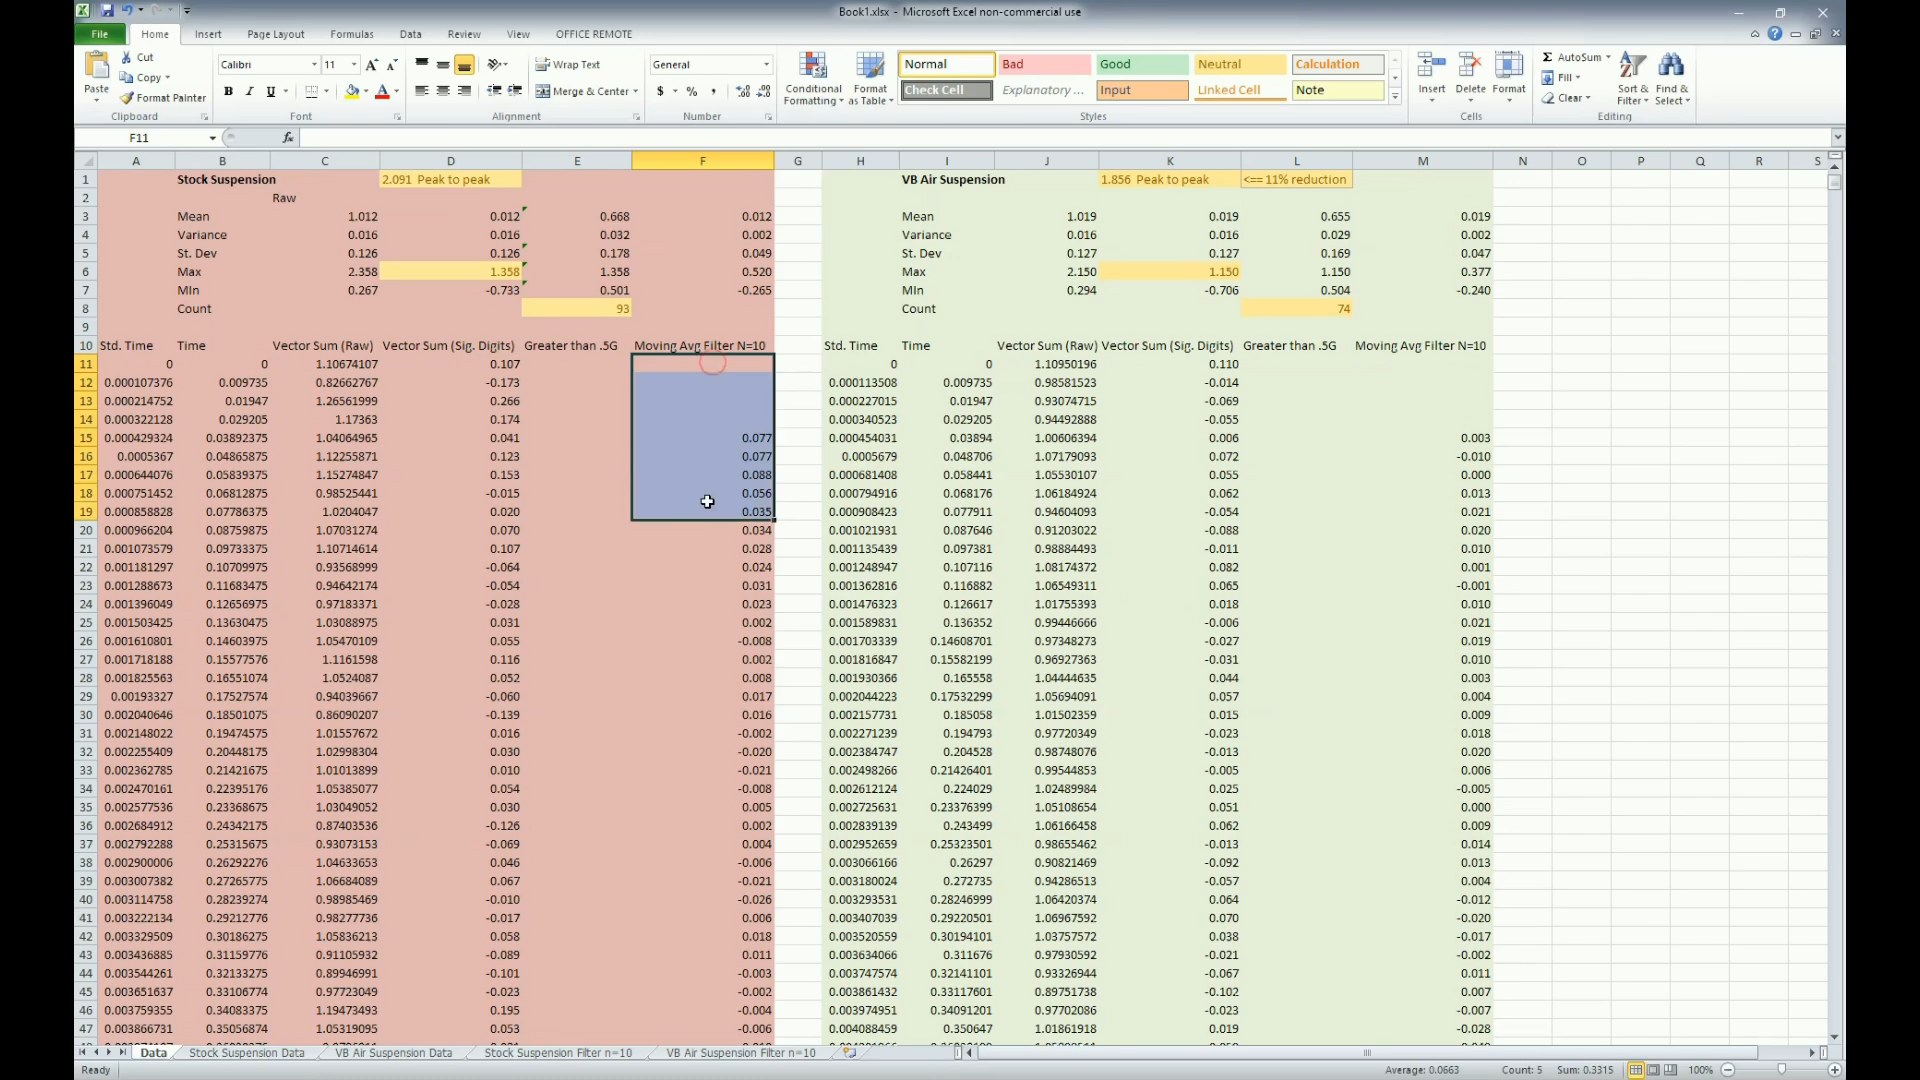 Book1.xlsx - Microsoft Excel non-commercial use
File Home Insert Page Layout Formulas Data Review View OFFICE REMOTE
Cut
Copy
Format Painter
Paste
Clipboard
Calibri 11
B I U
Font
Wrap Text
Merge & Center
Alignment
General
$ % ,
Number
Conditional Formatting
Format as Table
Normal Bad Good Neutral Calculation
Check Cell Explanatory ... Input Linked Cell Note
Styles
Insert Delete Format
Cells
AutoSum
Fill
Clear
Sort & Filter
Find & Select
Editing
F11 fx
A B C D E F G H I J K L M N O P Q R S
1 Stock Suspension 2.091 Peak to peak VB Air Suspension 1.856 Peak to peak <== 11% reduction
2 Raw
3 Mean 1.012 0.012 0.668 0.012 Mean 1.019 0.019 0.655 0.019
4 Variance 0.016 0.016 0.032 0.002 Variance 0.016 0.016 0.029 0.002
5 St. Dev 0.126 0.126 0.178 0.049 St. Dev 0.127 0.127 0.169 0.047
6 Max 2.358 1.358 1.358 0.520 Max 2.150 1.150 1.150 0.377
7 MIn 0.267 -0.733 0.501 -0.265 MIn 0.294 -0.706 0.504 -0.240
8 Count 93 Count 74
9
10 Std. Time Time Vector Sum (Raw) Vector Sum (Sig. Digits) Greater than .5G Moving Avg Filter N=10 Std. Time Time Vector Sum (Raw) Vector Sum (Sig. Digits) Greater than .5G Moving Avg Filter N=10
11 0 0 1.10674107 0.107 0 0 1.10950196 0.110
12 0.000107376 0.009735 0.82662767 -0.173 0.000113508 0.009735 0.98581523 -0.014
13 0.000214752 0.01947 1.26561999 0.266 0.000227015 0.01947 0.93074715 -0.069
14 0.000322128 0.029205 1.17363 0.174 0.000340523 0.029205 0.94492888 -0.055
15 0.000429324 0.03892375 1.04064965 0.041 0.077 0.000454031 0.03894 1.00606394 0.006 0.003
16 0.0005367 0.04865875 1.12255871 0.123 0.077 0.0005679 0.048706 1.07179093 0.072 -0.010
17 0.000644076 0.05839375 1.15274847 0.153 0.088 0.000681408 0.058441 1.05530107 0.055 0.000
18 0.000751452 0.06812875 0.98525441 -0.015 0.056 0.000794916 0.068176 1.06184924 0.062 0.013
19 0.000858828 0.07786375 1.0204047 0.020 0.035 0.000908423 0.077911 0.94604093 -0.054 0.021
20 0.000966204 0.08759875 1.07031274 0.070 0.034 0.001021931 0.087646 0.91203022 -0.088 0.020
21 0.001073579 0.09733375 1.10714614 0.107 0.028 0.001135439 0.097381 0.98884493 -0.011 0.010
22 0.001181297 0.10709975 0.93568999 -0.064 0.024 0.001248947 0.107116 1.08174372 0.082 0.001
23 0.001288673 0.11683475 0.94642174 -0.054 0.031 0.001362816 0.116882 1.06549311 0.065 -0.001
24 0.001396049 0.12656975 0.97183371 -0.028 0.023 0.001476323 0.126617 1.01755393 0.018 0.010
25 0.001503425 0.13630475 1.03088975 0.031 0.002 0.001589831 0.136352 0.99446666 -0.006 0.021
26 0.001610801 0.14603975 1.05470109 0.055 -0.008 0.001703339 0.14608701 0.97348273 -0.027 0.019
27 0.001718188 0.15577576 1.1161598 0.116 0.002 0.001816847 0.15582199 0.96927363 -0.031 0.010
28 0.001825563 0.16551074 1.0524087 0.052 0.008 0.001930366 0.165558 1.04444635 0.044 0.003
29 0.00193327 0.17527574 0.94039667 -0.060 0.017 0.002044223 0.17532299 1.05694091 0.057 0.004
30 0.002040646 0.18501075 0.86090207 -0.139 0.016 0.002157731 0.185058 1.01502359 0.015 0.009
31 0.002148022 0.19474575 1.01557672 0.016 -0.002 0.002271239 0.194793 0.97720349 -0.023 0.018
32 0.002255409 0.20448175 1.02998304 0.030 -0.020 0.002384747 0.204528 0.98748076 -0.013 0.020
33 0.002362785 0.21421675 1.01013899 0.010 -0.021 0.002498266 0.21426401 0.99544853 -0.005 0.006
34 0.002470161 0.22395176 1.05385077 0.054 -0.008 0.002612124 0.224029 1.02489984 0.025 -0.005
35 0.002577536 0.23368675 1.03049052 0.030 0.005 0.002725631 0.23376399 1.05108654 0.051 0.000
36 0.002684912 0.24342175 0.87403536 -0.126 0.002 0.002839139 0.243499 1.06166458 0.062 0.009
37 0.002792288 0.25315675 0.93073153 -0.069 0.004 0.002952659 0.25323501 0.98655462 -0.013 0.014
38 0.002900006 0.26292276 1.04633653 0.046 -0.006 0.003066166 0.26297 0.90821469 -0.092 0.013
39 0.003007382 0.27265775 1.06684089 0.067 -0.021 0.003180024 0.272735 0.94286513 -0.057 0.004
40 0.003114758 0.28239274 0.98985469 -0.010 -0.026 0.003293531 0.28246999 1.06420374 0.064 -0.012
41 0.003222134 0.29212776 0.98277736 -0.017 0.006 0.003407039 0.29220501 1.06967592 0.070 -0.020
42 0.003329509 0.30186275 1.05836213 0.058 0.018 0.003520559 0.30194101 1.03757572 0.038 -0.017
43 0.003436885 0.31159776 0.91105932 -0.089 0.011 0.003634066 0.311676 0.97930592 -0.021 -0.002
44 0.003544261 0.32133275 0.89946991 -0.101 -0.003 0.003747574 0.32141101 0.93326944 -0.067 0.011
45 0.003651637 0.33106774 0.97723049 -0.023 -0.002 0.003861432 0.33117601 0.89751738 -0.102 0.007
46 0.003759355 0.34083375 1.19473493 0.195 -0.004 0.003974951 0.34091201 0.97702086 -0.023 -0.007
47 0.003866731 0.35056874 1.05319095 0.053 -0.006 0.004088459 0.350647 1.01861918 0.019 -0.028
Data Stock Suspension Data VB Air Suspension Data Stock Suspension Filter n=10 VB Air Suspension Filter n=10
Ready Average: 0.0663 Count: 5 Sum: 0.3315 100%